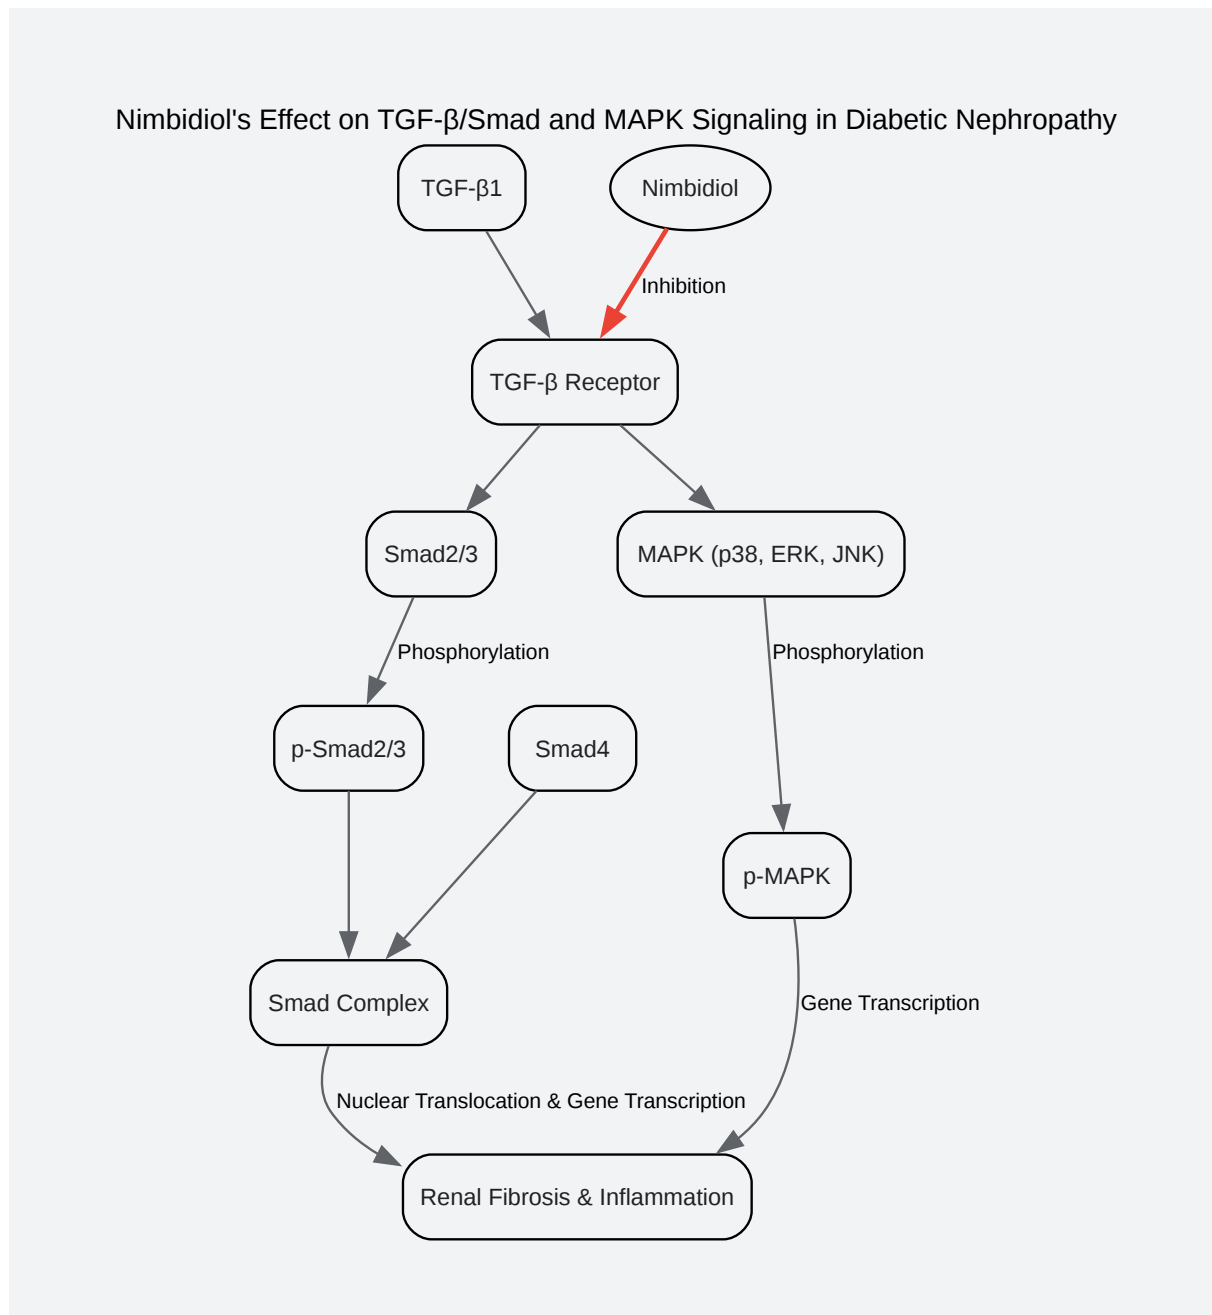 Nimbidiol's Effect on TGF-β/Smad and MAPK Signaling in Diabetic Nephropathy
TGF-β1
Nimbidiol
Inhibition
TGF-β Receptor
Smad2/3
MAPK (p38, ERK, JNK)
Phosphorylation
Phosphorylation
p-Smad2/3
Smad4
p-MAPK
Smad Complex
Gene Transcription
Nuclear Translocation & Gene Transcription
Renal Fibrosis & Inflammation